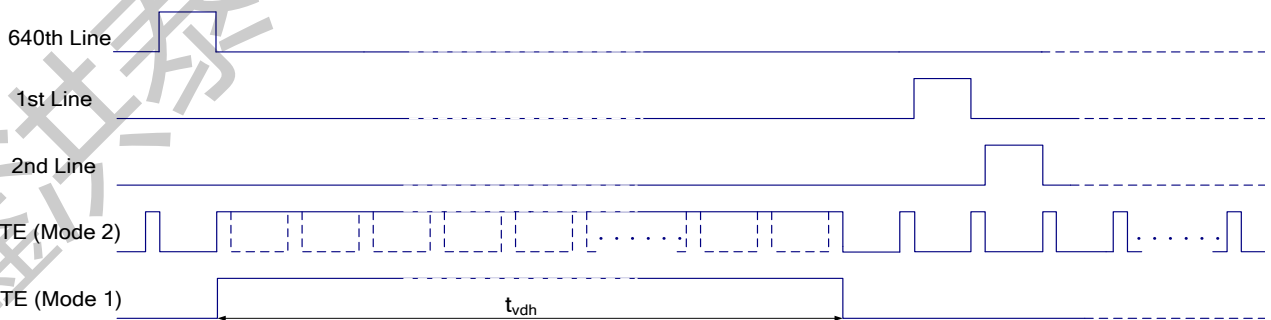 640th Line
1st Line
2nd Line
TE (Mode 2)
TE (Mode 1)
tvdh